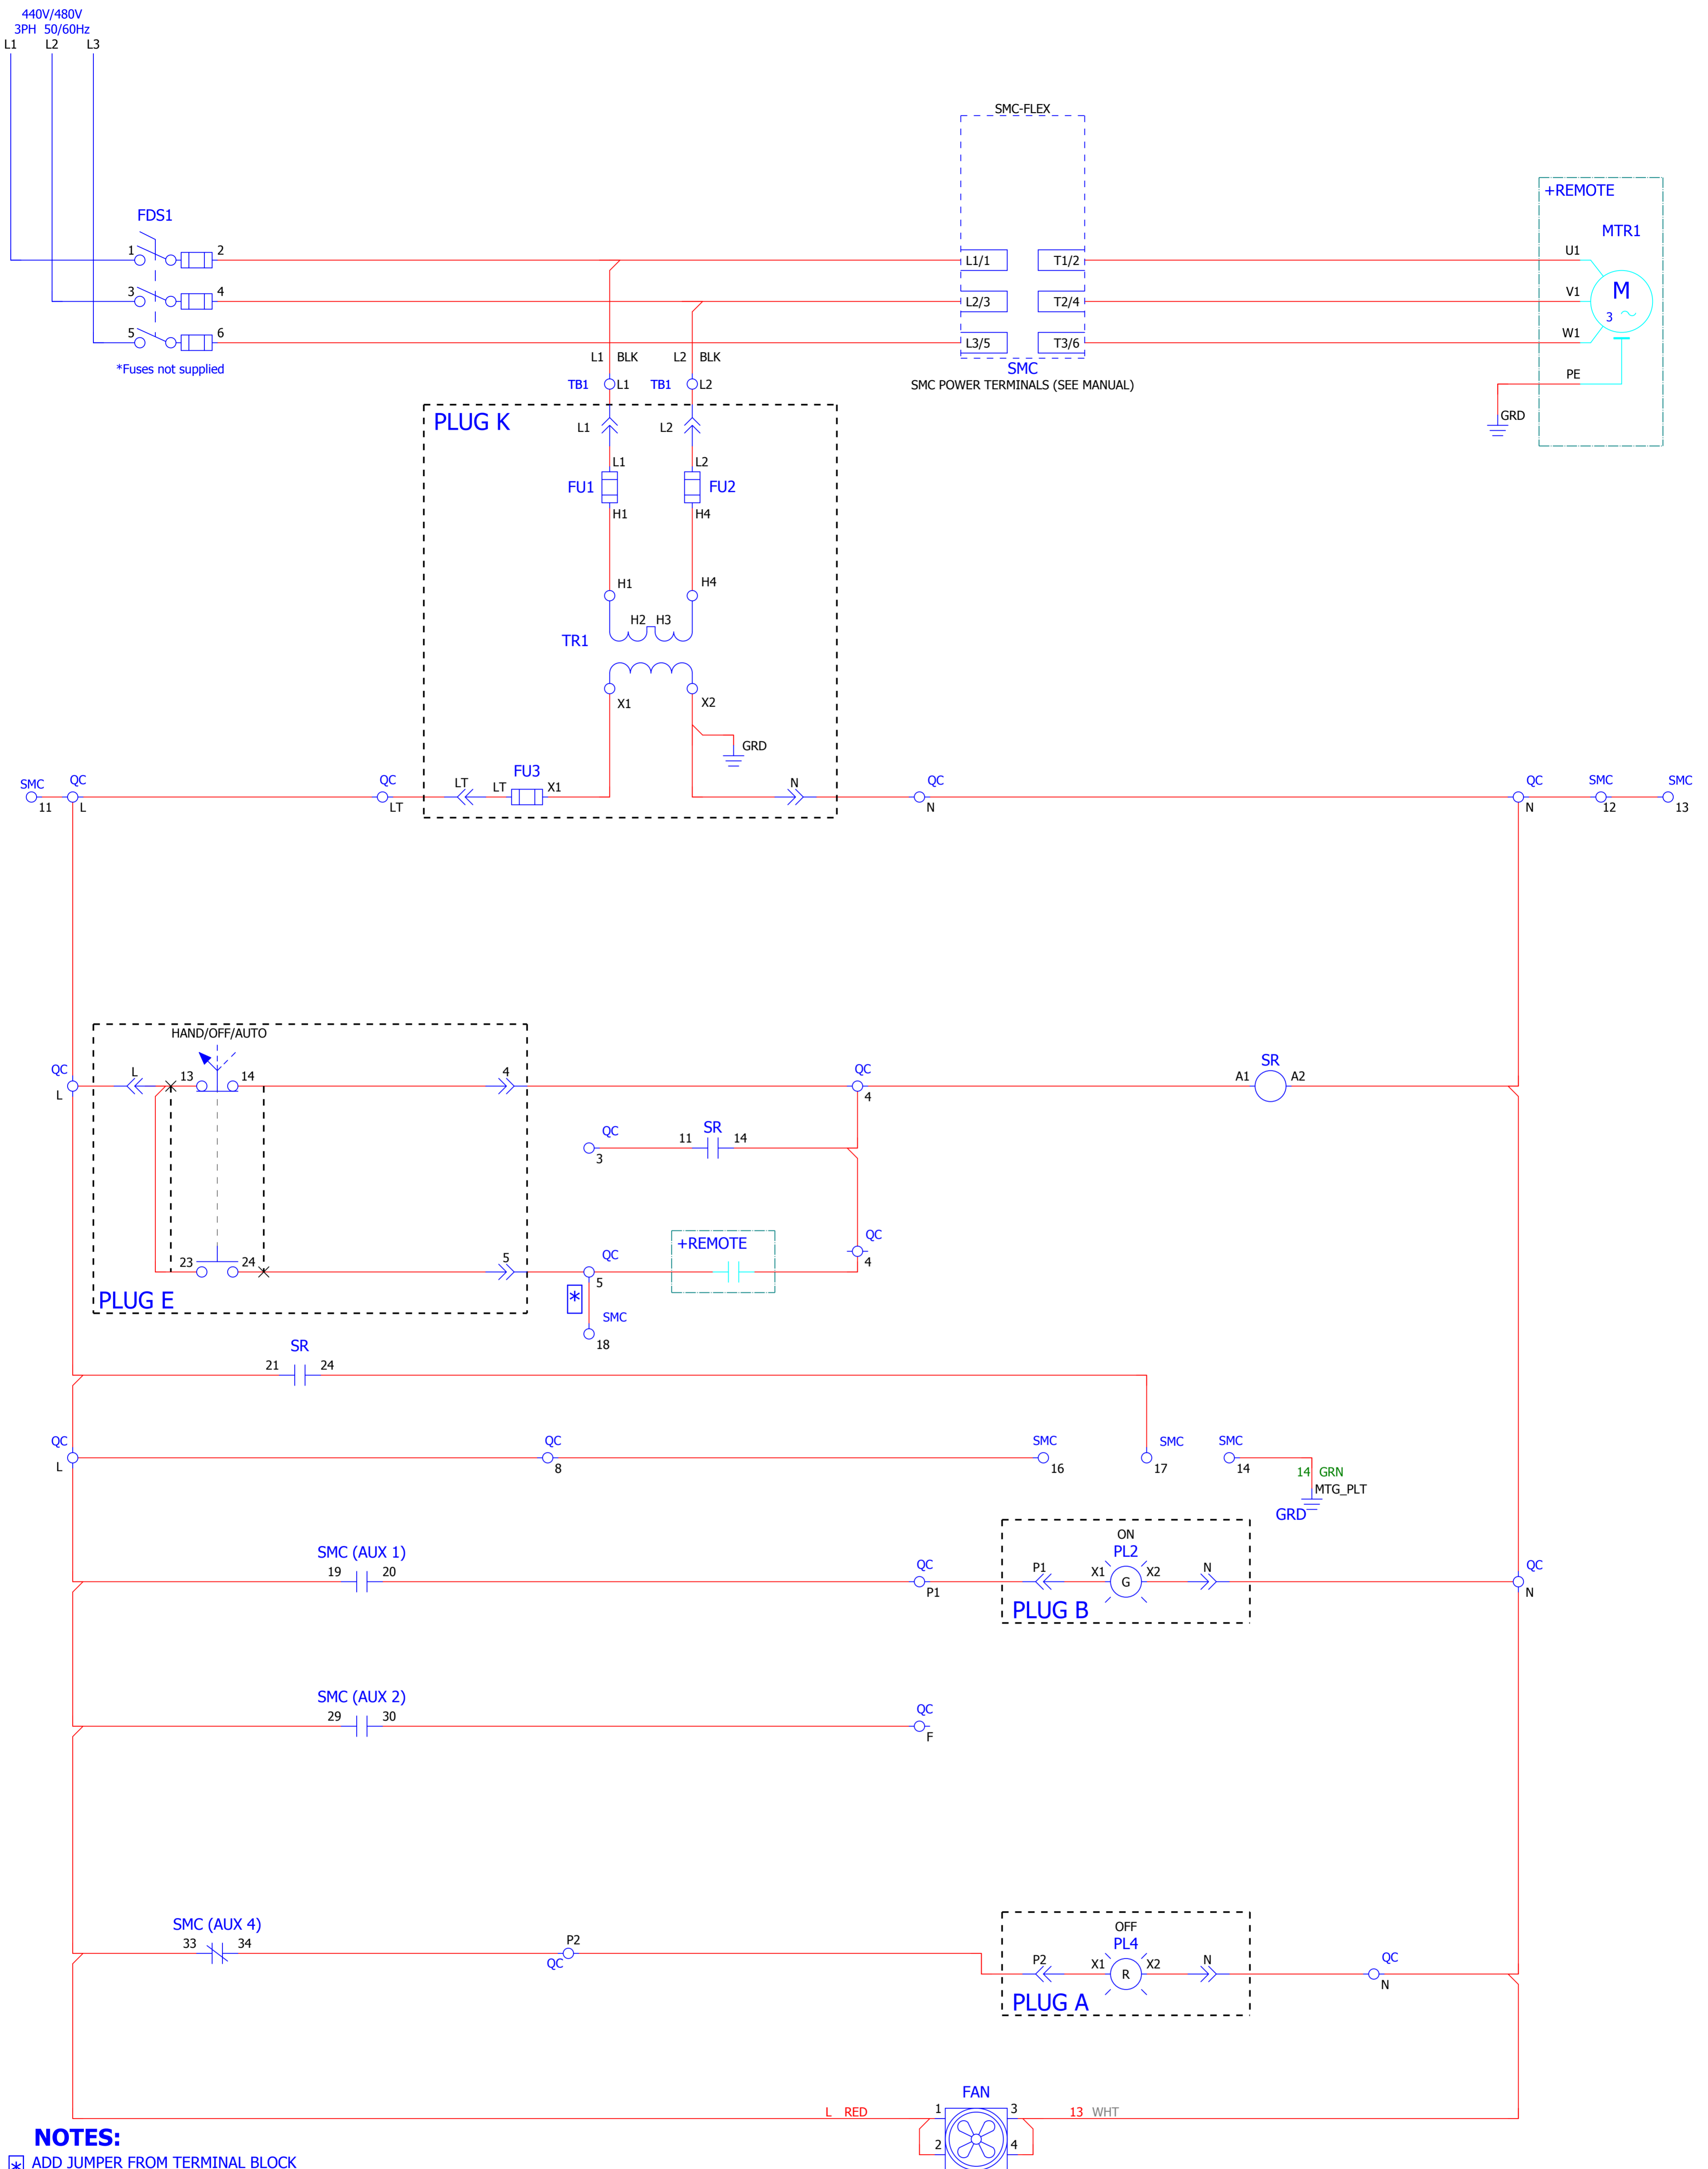 440V/480V
3PH 50/60Hz
L1 L2 L3
SMC-FLEX
+REMOTE
FDS1
MTR1
1 2 L1/1 T1/2 U1
3 4 L2/3 T2/4 V1 M
3
5 6 L3/5 T3/6 W1
*Fuses not supplied
L1 BLK L2 BLK
SMC
SMC POWER TERMINALS (SEE MANUAL)
PE
TB1 L1 TB1 L2
GRD
PLUG K
L1 L2
L1 L2
FU1 FU2
H1 H4
H1 H4
H2 H3
TR1
X1 X2
GRD
FU3
SMC QC QC LT LT X1 N QC QC SMC SMC
11 L LT N N 12 13
HAND/OFF/AUTO
QC L 13 14 4 QC SR
A1 A2
L 4
SR
QC 11 14
3
+REMOTE QC
23 24 5 QC 4
5
PLUG E * SMC
18
SR
21 24
QC QC SMC SMC SMC
L 8 16 17 14
14 GRN
MTG_PLT
GRD
ON
SMC (AUX 1) PL2
19 20 QC P1 X1 G X2 N QC
P1 N
PLUG B
SMC (AUX 2)
29 30 QC
F
SMC (AUX 4) OFF
33 34 P2 PL4
QC P2 X1 R X2 N QC
N
PLUG A
FAN
L RED 1 3 13 WHT
2 4
NOTES:
* ADD JUMPER FROM TERMINAL BLOCK